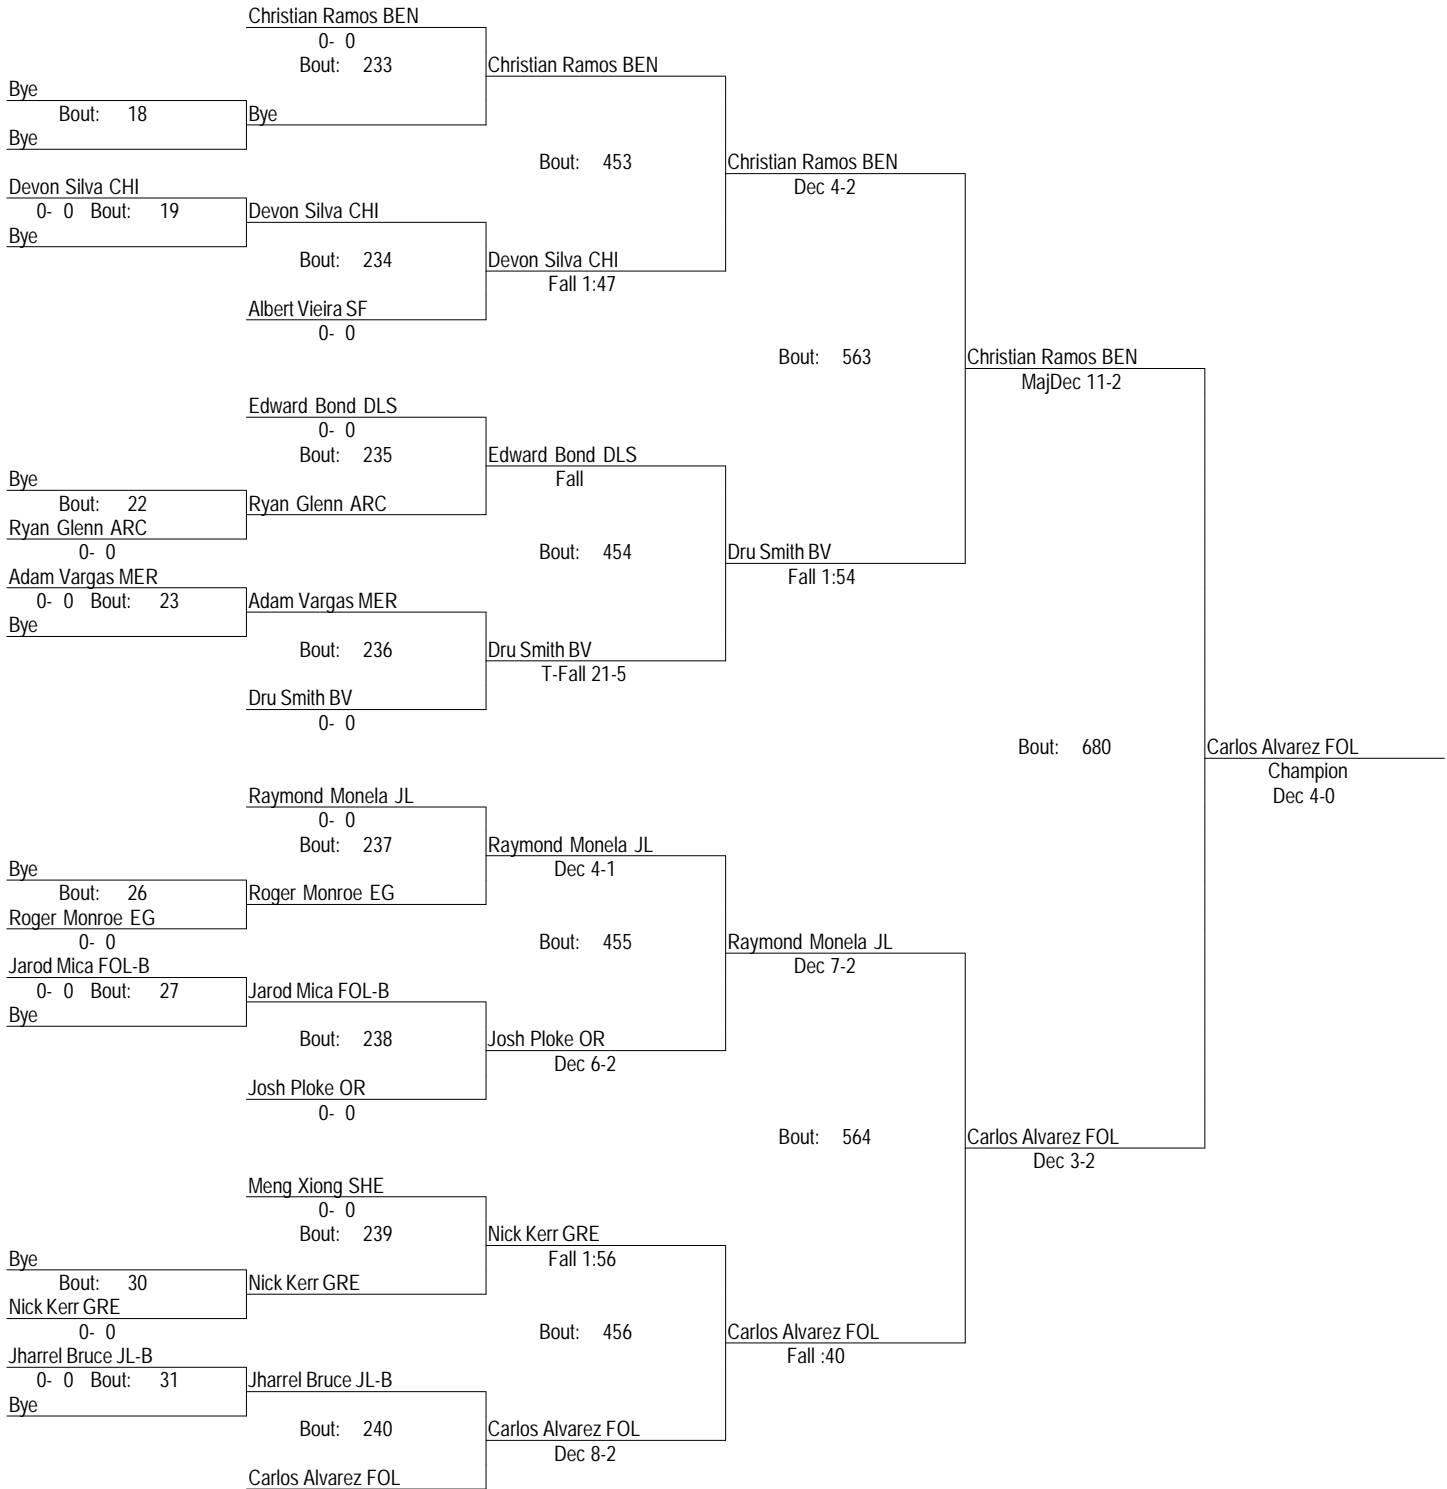 Christian Ramos BEN
0- 0
Bout: 233
Christian Ramos BEN
Bye
Bout: 18
Bye
Bye
Bout: 453
Christian Ramos BEN
Dec 4-2
Devon Silva CHI
0- 0 Bout: 19
Devon Silva CHI
Bye
Bout: 234
Devon Silva CHI
Fall 1:47
Albert Vieira SF
0- 0
Bout: 563
Christian Ramos BEN
MajDec 11-2
Edward Bond DLS
0- 0
Bout: 235
Edward Bond DLS
Fall
Bye
Bout: 22
Ryan Glenn ARC
Ryan Glenn ARC
0- 0
Bout: 454
Dru Smith BV
Fall 1:54
Adam Vargas MER
0- 0 Bout: 23
Adam Vargas MER
Bye
Bout: 236
Dru Smith BV
T-Fall 21-5
Dru Smith BV
0- 0
Bout: 680
Carlos Alvarez FOL
Champion
Dec 4-0
Raymond Monela JL
0- 0
Bout: 237
Raymond Monela JL
Dec 4-1
Bye
Bout: 26
Roger Monroe EG
Roger Monroe EG
0- 0
Bout: 455
Raymond Monela JL
Dec 7-2
Jarod Mica FOL-B
0- 0 Bout: 27
Jarod Mica FOL-B
Bye
Bout: 238
Josh Ploke OR
Dec 6-2
Josh Ploke OR
0- 0
Bout: 564
Carlos Alvarez FOL
Dec 3-2
Meng Xiong SHE
0- 0
Bout: 239
Nick Kerr GRE
Fall 1:56
Bye
Bout: 30
Nick Kerr GRE
Nick Kerr GRE
0- 0
Bout: 456
Carlos Alvarez FOL
Fall :40
Jharrel Bruce JL-B
0- 0 Bout: 31
Jharrel Bruce JL-B
Bye
Bout: 240
Carlos Alvarez FOL
Dec 8-2
Carlos Alvarez FOL